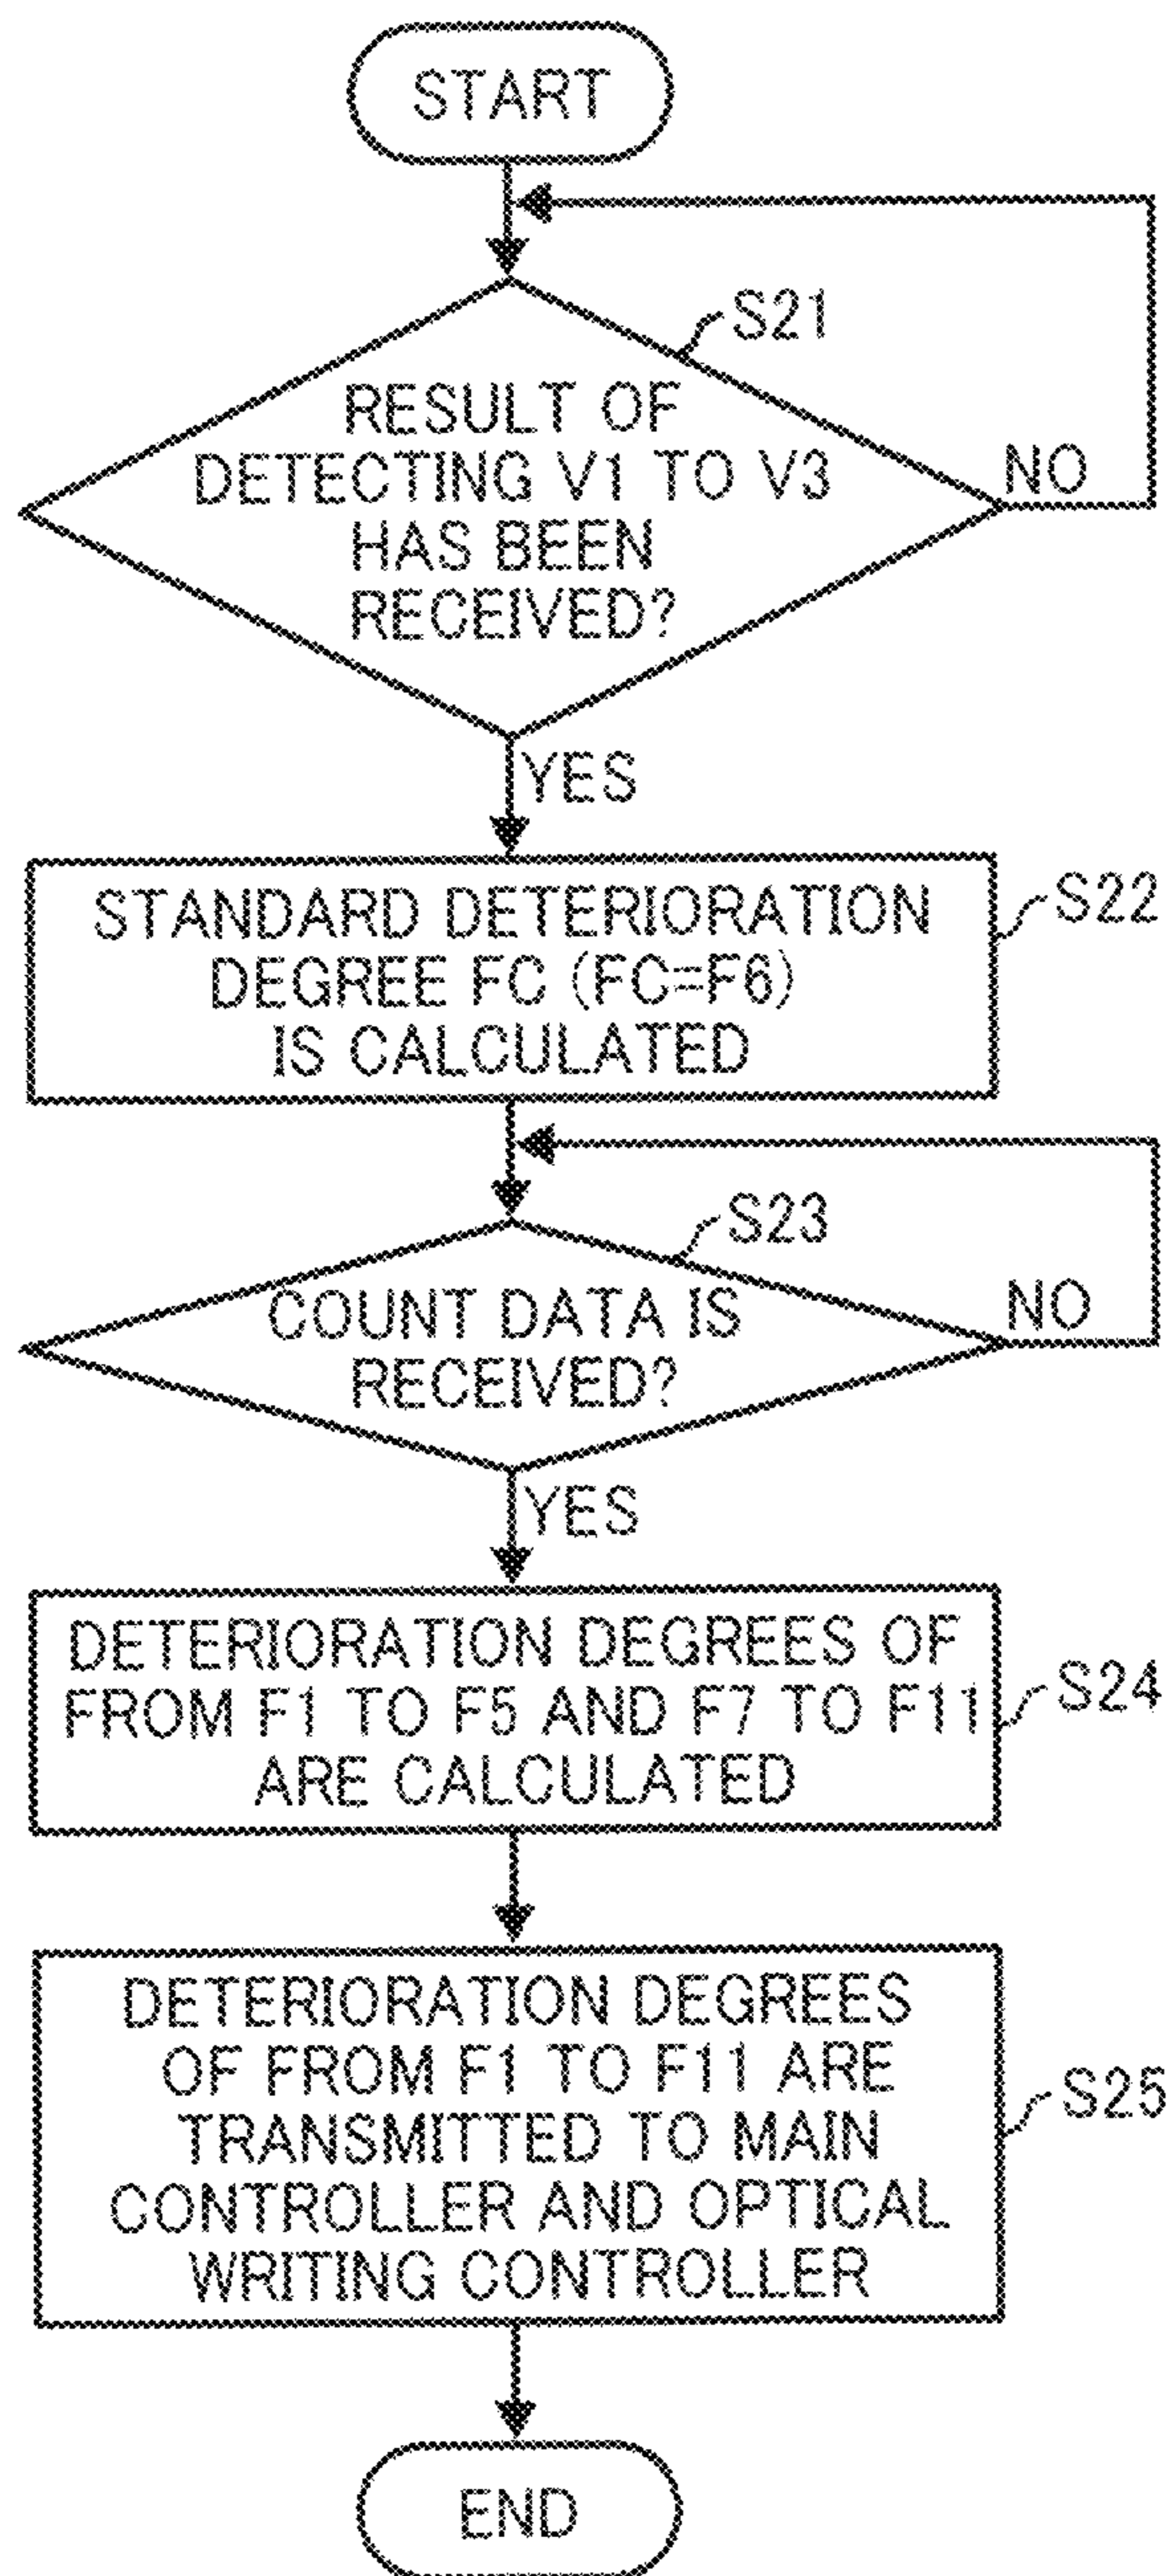 START
S21
RESULT OF
DETECTING V1 TO V3
HAS BEEN
RECEIVED?
NO
YES
STANDARD DETERIORATION
DEGREE FC (FC=F6)
IS CALCULATED
S22
S23
COUNT DATA IS
RECEIVED?
NO
YES
DETERIORATION DEGREES OF
FROM F1 TO F5 AND F7 TO F11
ARE CALCULATED
S24
DETERIORATION DEGREES
OF FROM F1 TO F11 ARE
TRANSMITTED TO MAIN
CONTROLLER AND OPTICAL
WRITING CONTROLLER
S25
END